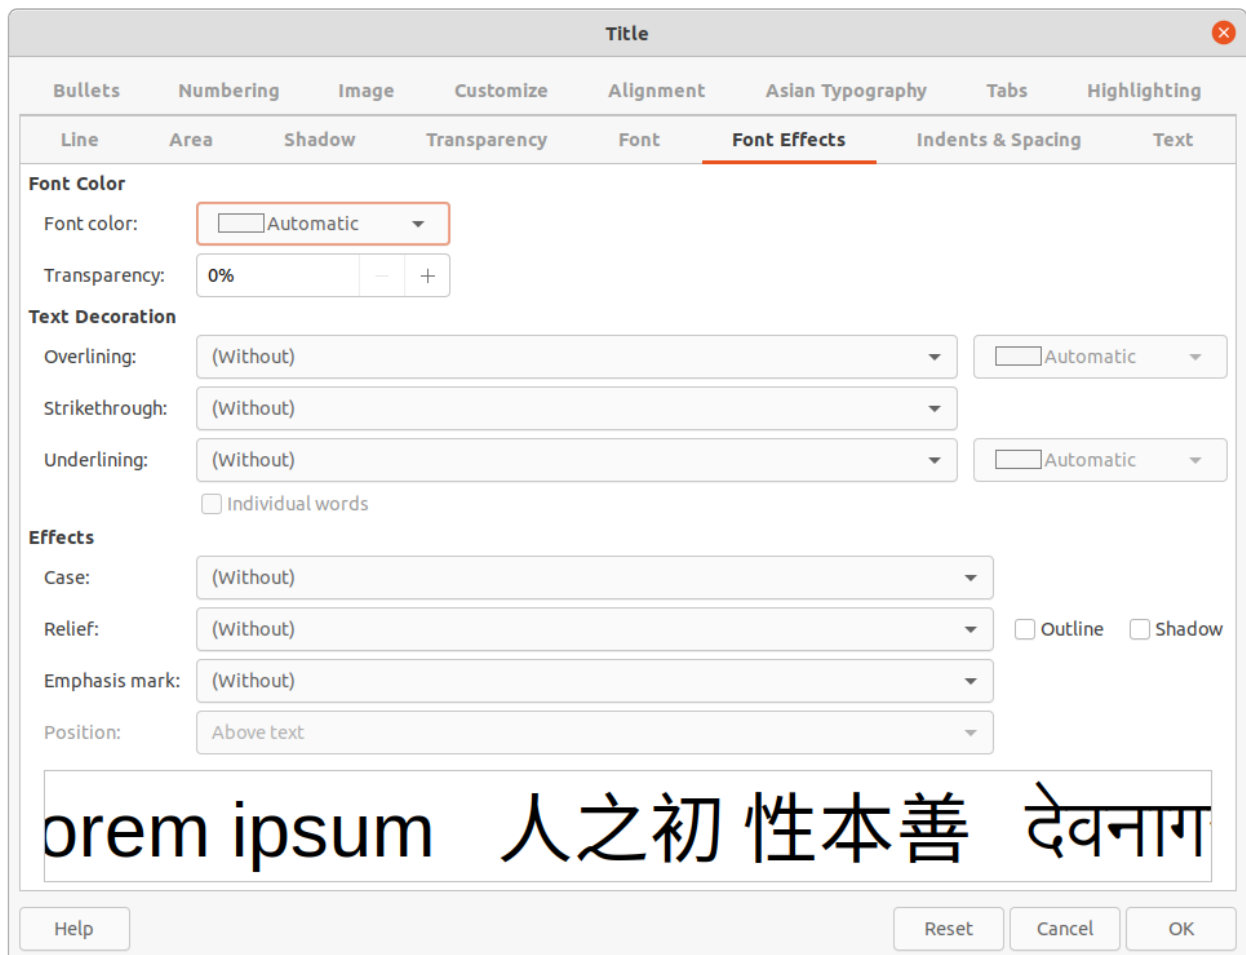 Title
Bullets Numbering Image Customize Alignment Asian Typography Tabs Highlighting
Line Area Shadow Transparency Font Font Effects Indents & Spacing Text
Font Color
Font color: Automatic
Transparency: 0%
Text Decoration
Overlining: (Without) Automatic
Strikethrough: (Without)
Underlining: (Without) Automatic
Individual words
Effects
Case: (Without)
Relief: (Without) Outline Shadow
Emphasis mark: (Without)
Position: Above text
orem ipsum 人之初 性本善 देवनाग
Help Reset Cancel OK